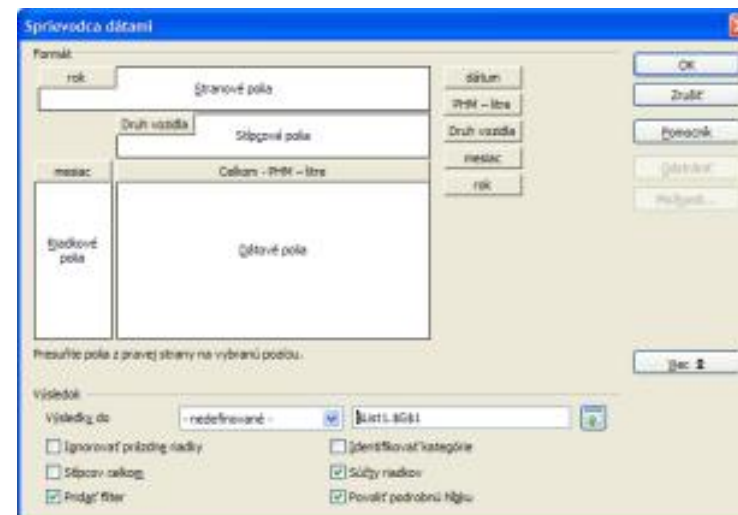 Sprievodca dátami
Formát
rok
Stranové polia
dátum
OK
PHM – litre
Zrušiť
Druh vozidla
Stĺpcové polia
Druh vozidla
Pomocník
mesiac
Celkom - PHM – litre
mesiac
Odstrániť
rok
Možnosti...
Riadkové
polia
Dátové polia
Presuňte polia z pravej strany na vybranú pozíciu.
Viac
Výsledok
Výsledky do
- nedefinované -
$List1.$G$1
Ignorovať prázdne riadky
Identifikovať kategórie
Stĺpcov celkom
Súčty riadkov
Pridať filter
Povoliť podrobnú hĺbku